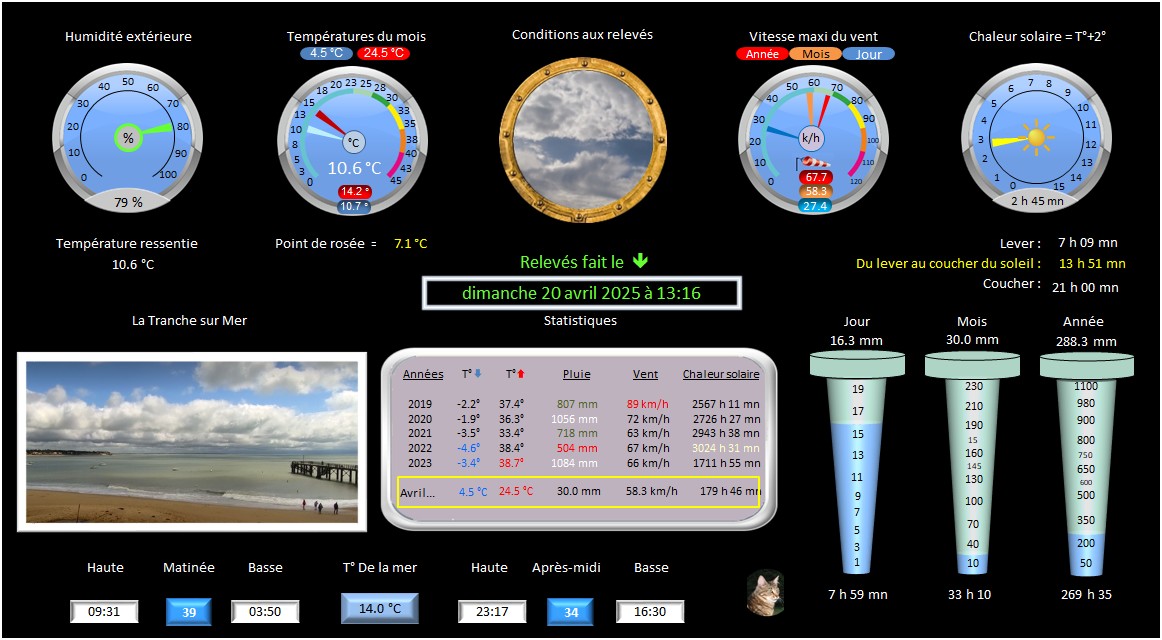 Humidité extérieure
Températures du mois
4.5 °C 24.5 °C
Conditions aux relevés
Vitesse maxi du vent
Année Mois Jour
Chaleur solaire = T°+2°
0 10 20 30 40 50 60 70 80 90 100
%
79 %
0 3 5 8 10 13 15 18 20 23 25 28 30 33 35 38 40 43 45
°C
10.6 °C
14.2 °
10.7 °
0 10 20 30 40 50 60 70 80 90 100 110 120
k/h
67.7
58.3
27.4
0 1 2 3 4 5 6 7 8 9 10 11 12 13 14 15
2 h 45 mn
Température ressentie
10.6 °C
Point de rosée = 7.1 °C
Lever : 7 h 09 mn
Du lever au coucher du soleil : 13 h 51 mn
Coucher : 21 h 00 mn
Relevés fait le
dimanche 20 avril 2025 à 13:16
La Tranche sur Mer
Statistiques
Années T° T° Pluie Vent Chaleur solaire
2019 -2.2° 37.4° 807 mm 89 km/h 2567 h 11 mn
2020 -1.9° 36.3° 1056 mm 72 km/h 2726 h 27 mn
2021 -3.5° 33.4° 718 mm 63 km/h 2943 h 38 mn
2022 -4.6° 38.4° 504 mm 67 km/h 3024 h 31 mn
2023 -3.4° 38.7° 1084 mm 66 km/h 1711 h 55 mn
Avril... 4.5 °C 24.5 °C 30.0 mm 58.3 km/h 179 h 46 mn
Jour
16.3 mm
19
17
15
13
11
9
7
5
3
1
7 h 59 mn
Mois
30.0 mm
230
210
190
15
160
145
130
100
70
40
10
33 h 10
Année
288.3 mm
1100
980
900
800
750
650
600
500
350
200
50
269 h 35
Haute Matinée Basse
09:31 39 03:50
T° De la mer
14.0 °C
Haute Après-midi Basse
23:17 34 16:30